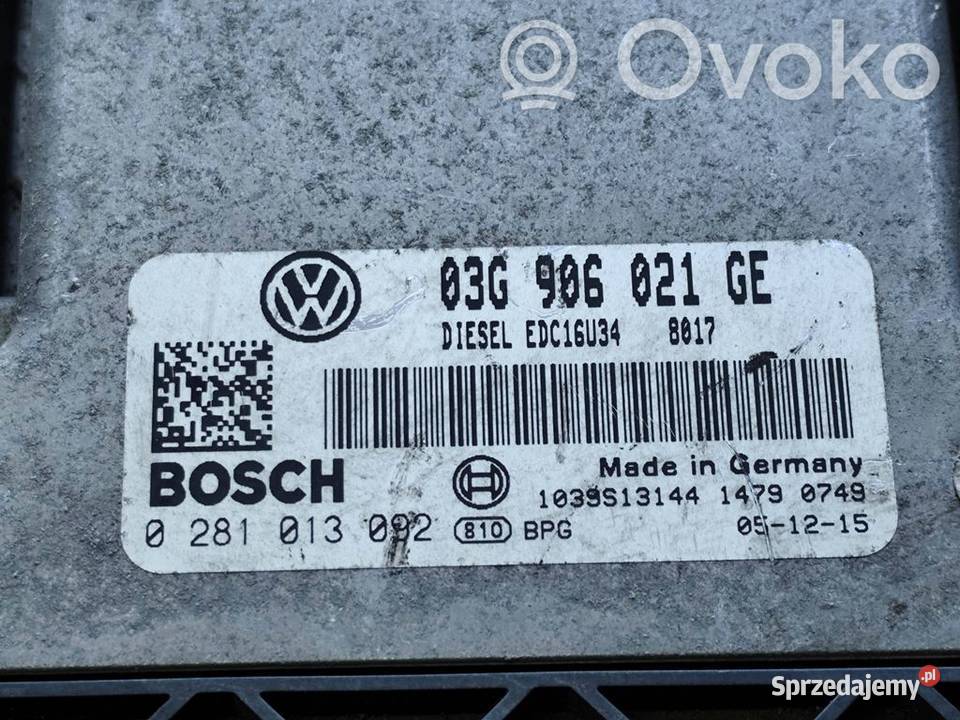 Ovoko
03G 906 021 GE
DIESEL EDC16U34 8017
BOSCH
Made in Germany
1039S13144 1479 0749
0 281 013 092 810 BPG 05-12-15
Sprzedajemy.pl